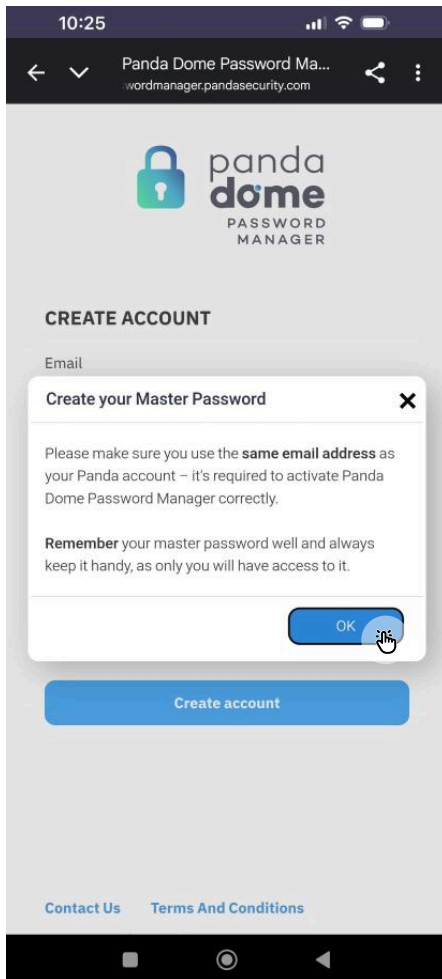 10:25
Panda Dome Password Ma...
wordmanager.pandasecurity.com
panda
dome
PASSWORD
MANAGER
CREATE ACCOUNT
Email
Create your Master Password
Please make sure you use the same email address as
your Panda account – it's required to activate Panda
Dome Password Manager correctly.
Remember your master password well and always
keep it handy, as only you will have access to it.
OK
Create account
Contact Us Terms And Conditions